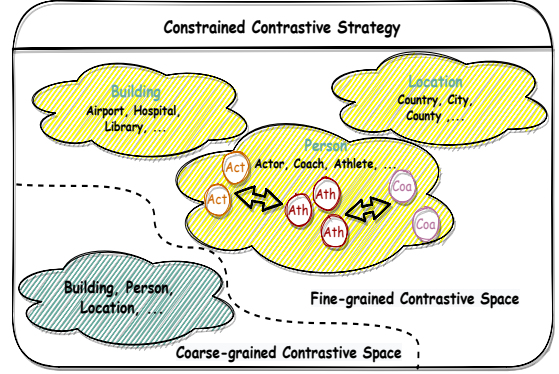 Constrained Contrastive Strategy
Building
Airport, Hospital,
Library, ...
Location
Country, City,
County ,...
Person
Actor, Coach, Athlete, ...
Act
Act
Ath
Ath
Ath
Coa
Coa
Building, Person,
Location, ...
Fine-grained Contrastive Space
Coarse-grained Contrastive Space